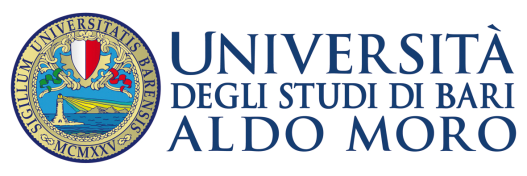 SIGILLUM UNIVERSITATIS BARENSIS
MCMXXV
UNIVERSITÀ
DEGLI STUDI DI BARI
ALDO MORO